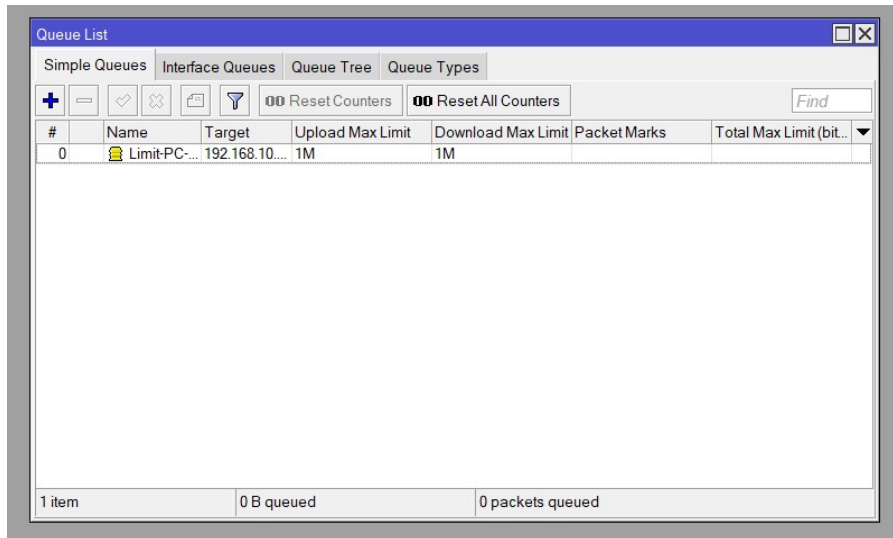 Queue List
Simple Queues Interface Queues Queue Tree Queue Types
00 Reset Counters 00 Reset All Counters Find
# Name Target Upload Max Limit Download Max Limit Packet Marks Total Max Limit (bit...
0 Limit-PC-... 192.168.10.... 1M 1M
1 item 0 B queued 0 packets queued